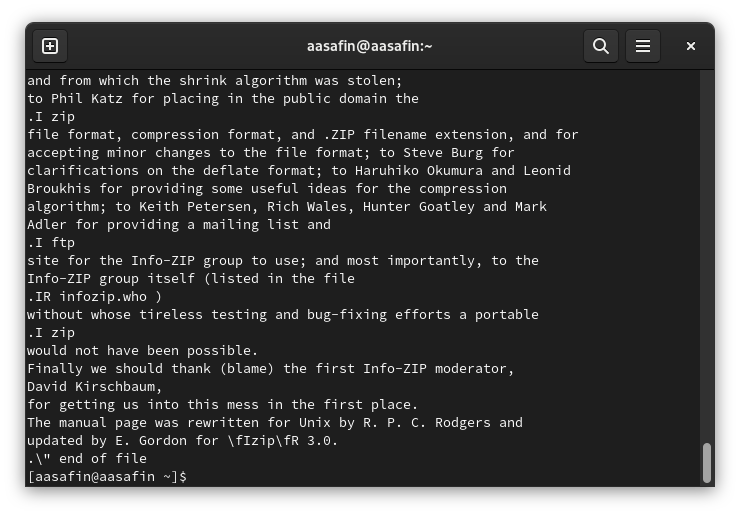 aasafin@aasafin:~
and from which the shrink algorithm was stolen;
to Phil Katz for placing in the public domain the
.I zip
file format, compression format, and .ZIP filename extension, and for
accepting minor changes to the file format; to Steve Burg for
clarifications on the deflate format; to Haruhiko Okumura and Leonid
Broukhis for providing some useful ideas for the compression
algorithm; to Keith Petersen, Rich Wales, Hunter Goatley and Mark
Adler for providing a mailing list and
.I ftp
site for the Info-ZIP group to use; and most importantly, to the
Info-ZIP group itself (listed in the file
.IR infozip.who )
without whose tireless testing and bug-fixing efforts a portable
.I zip
would not have been possible.
Finally we should thank (blame) the first Info-ZIP moderator,
David Kirschbaum,
for getting us into this mess in the first place.
The manual page was rewritten for Unix by R. P. C. Rodgers and
updated by E. Gordon for \fIzip\fR 3.0.
.\" end of file
[aasafin@aasafin ~]$